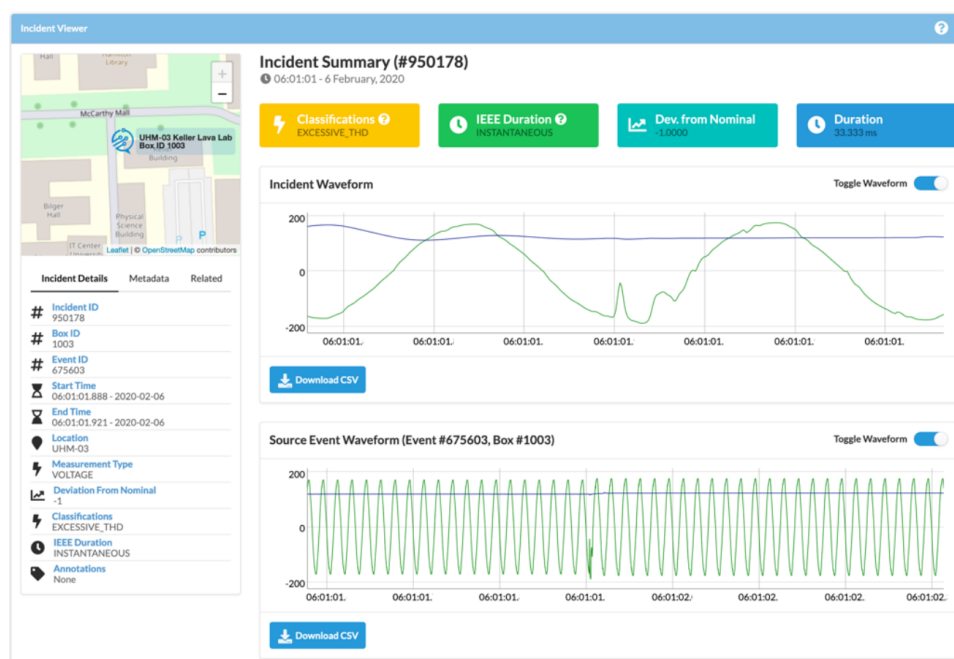 Incident Viewer
Hall
Library
+
−
McCarthy Mall
UHM-03 Keller Lava Lab
Box ID 1003
Building
Bilger
Hall
Physical
Science
Building
P
P
IT Center
Leaflet | © OpenStreetMap contributors
Incident Details Metadata Related
Incident ID
950178
Box ID
1003
Event ID
675603
Start Time
06:01:01.888 - 2020-02-06
End Time
06:01:01.921 - 2020-02-06
Location
UHM-03
Measurement Type
VOLTAGE
Deviation From Nominal
-1
Classifications
EXCESSIVE_THD
IEEE Duration
INSTANTANEOUS
Annotations
None
Incident Summary (#950178)
06:01:01 - 6 February, 2020
Classifications
EXCESSIVE_THD
IEEE Duration
INSTANTANEOUS
Dev. from Nominal
-1.0000
Duration
33.333 ms
Incident Waveform
Toggle Waveform
200
0
-200
06:01:01. 06:01:01. 06:01:01. 06:01:01. 06:01:01. 06:01:01. 06:01:01.
Download CSV
Source Event Waveform (Event #675603, Box #1003)
Toggle Waveform
200
0
-200
06:01:01. 06:01:01. 06:01:01. 06:01:01. 06:01:02. 06:01:02. 06:01:02. 06:01:02.
Download CSV